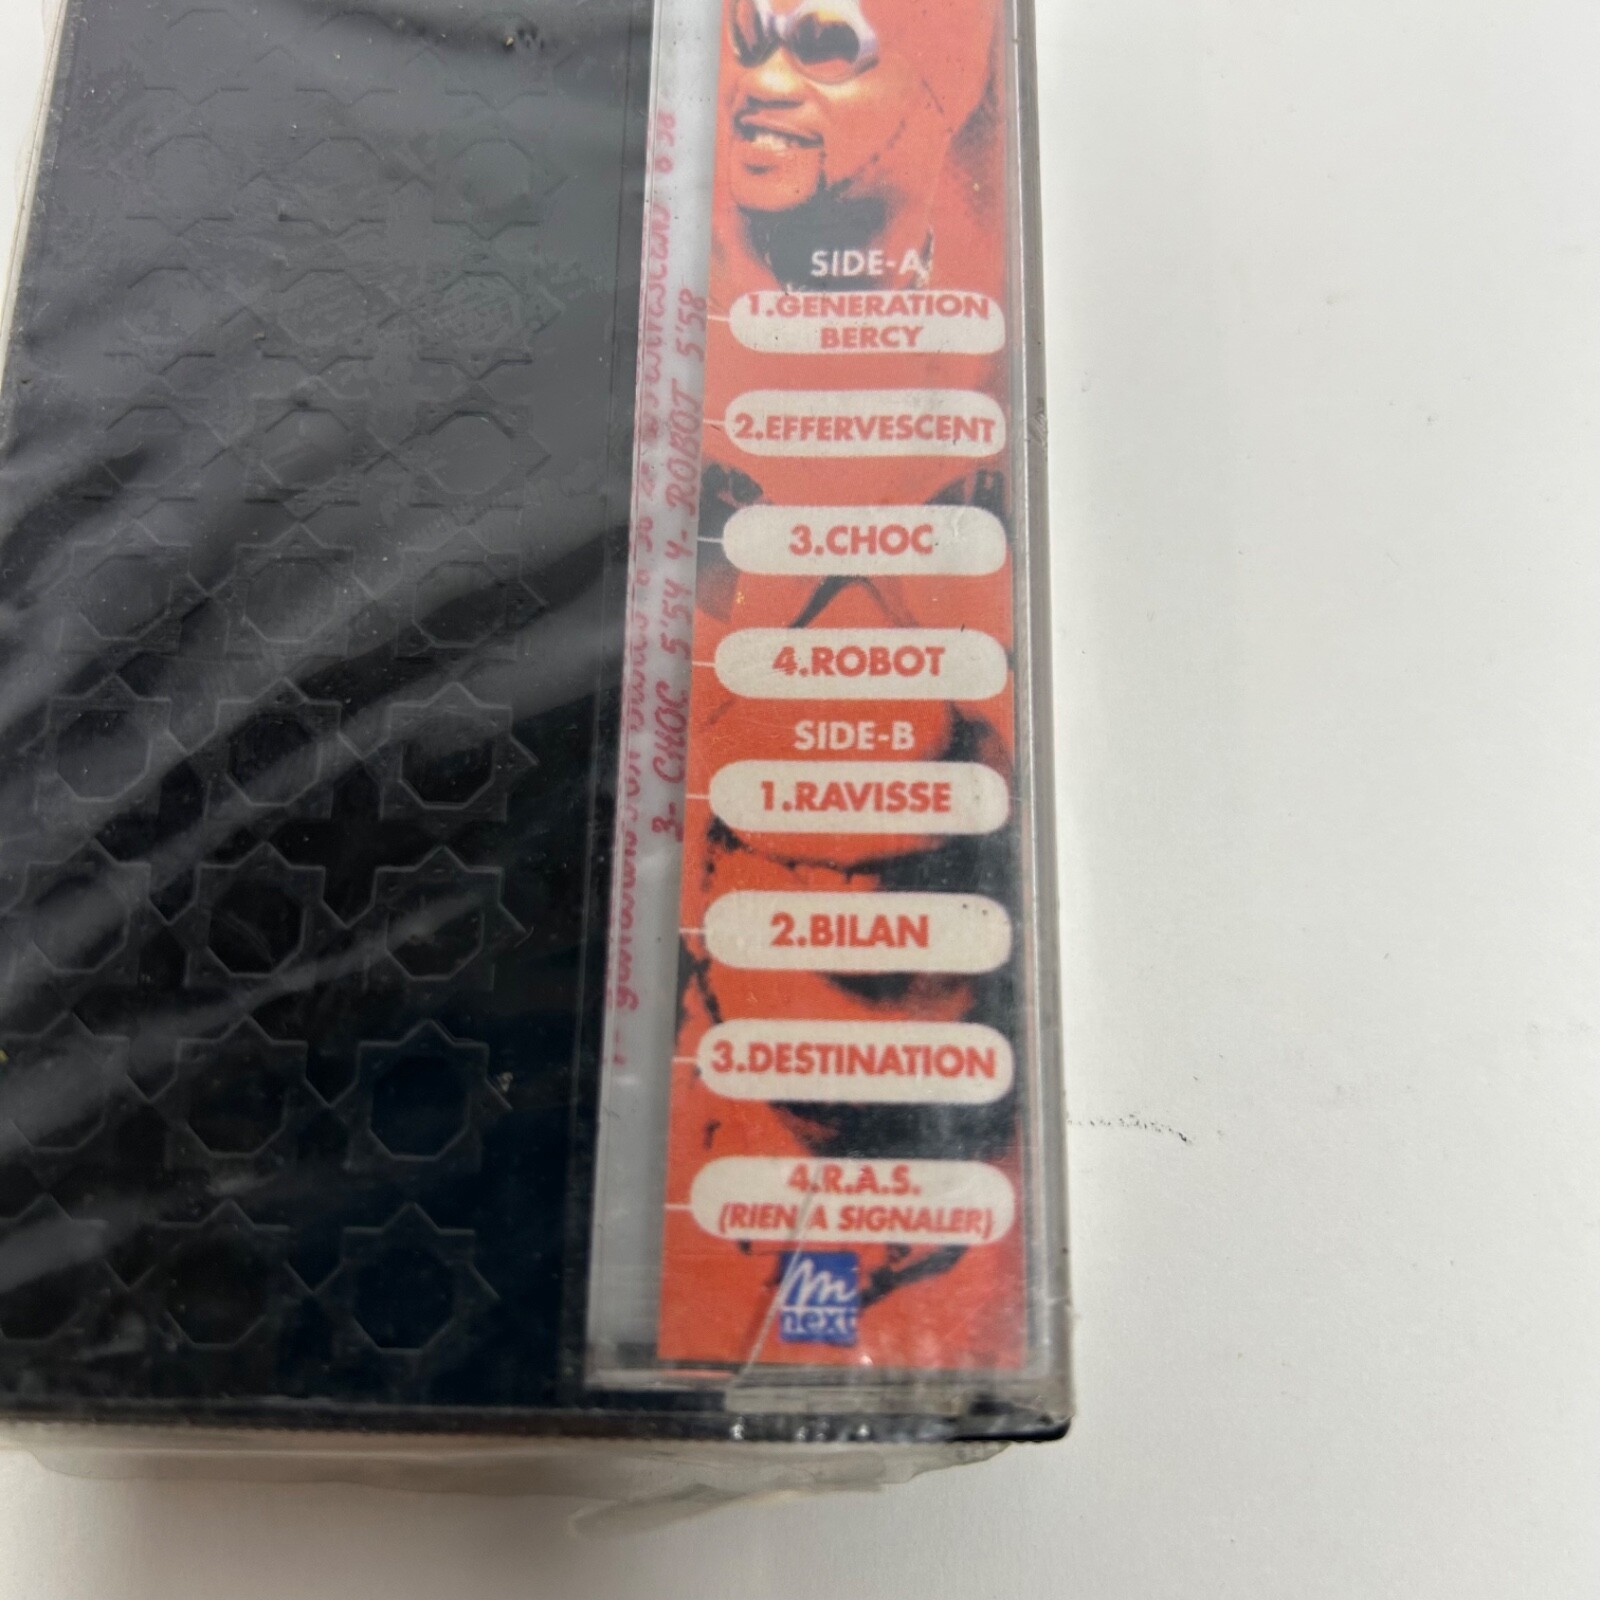 SIDE-A
1.GENERATION
BERCY
2.EFFERVESCENT
3.CHOC
4.ROBOT
SIDE-B
1.RAVISSE
2.BILAN
3.DESTINATION
4.R.A.S.
(RIEN A SIGNALER)
next
3- CHOC 5'54 4- ROBOT 5'58